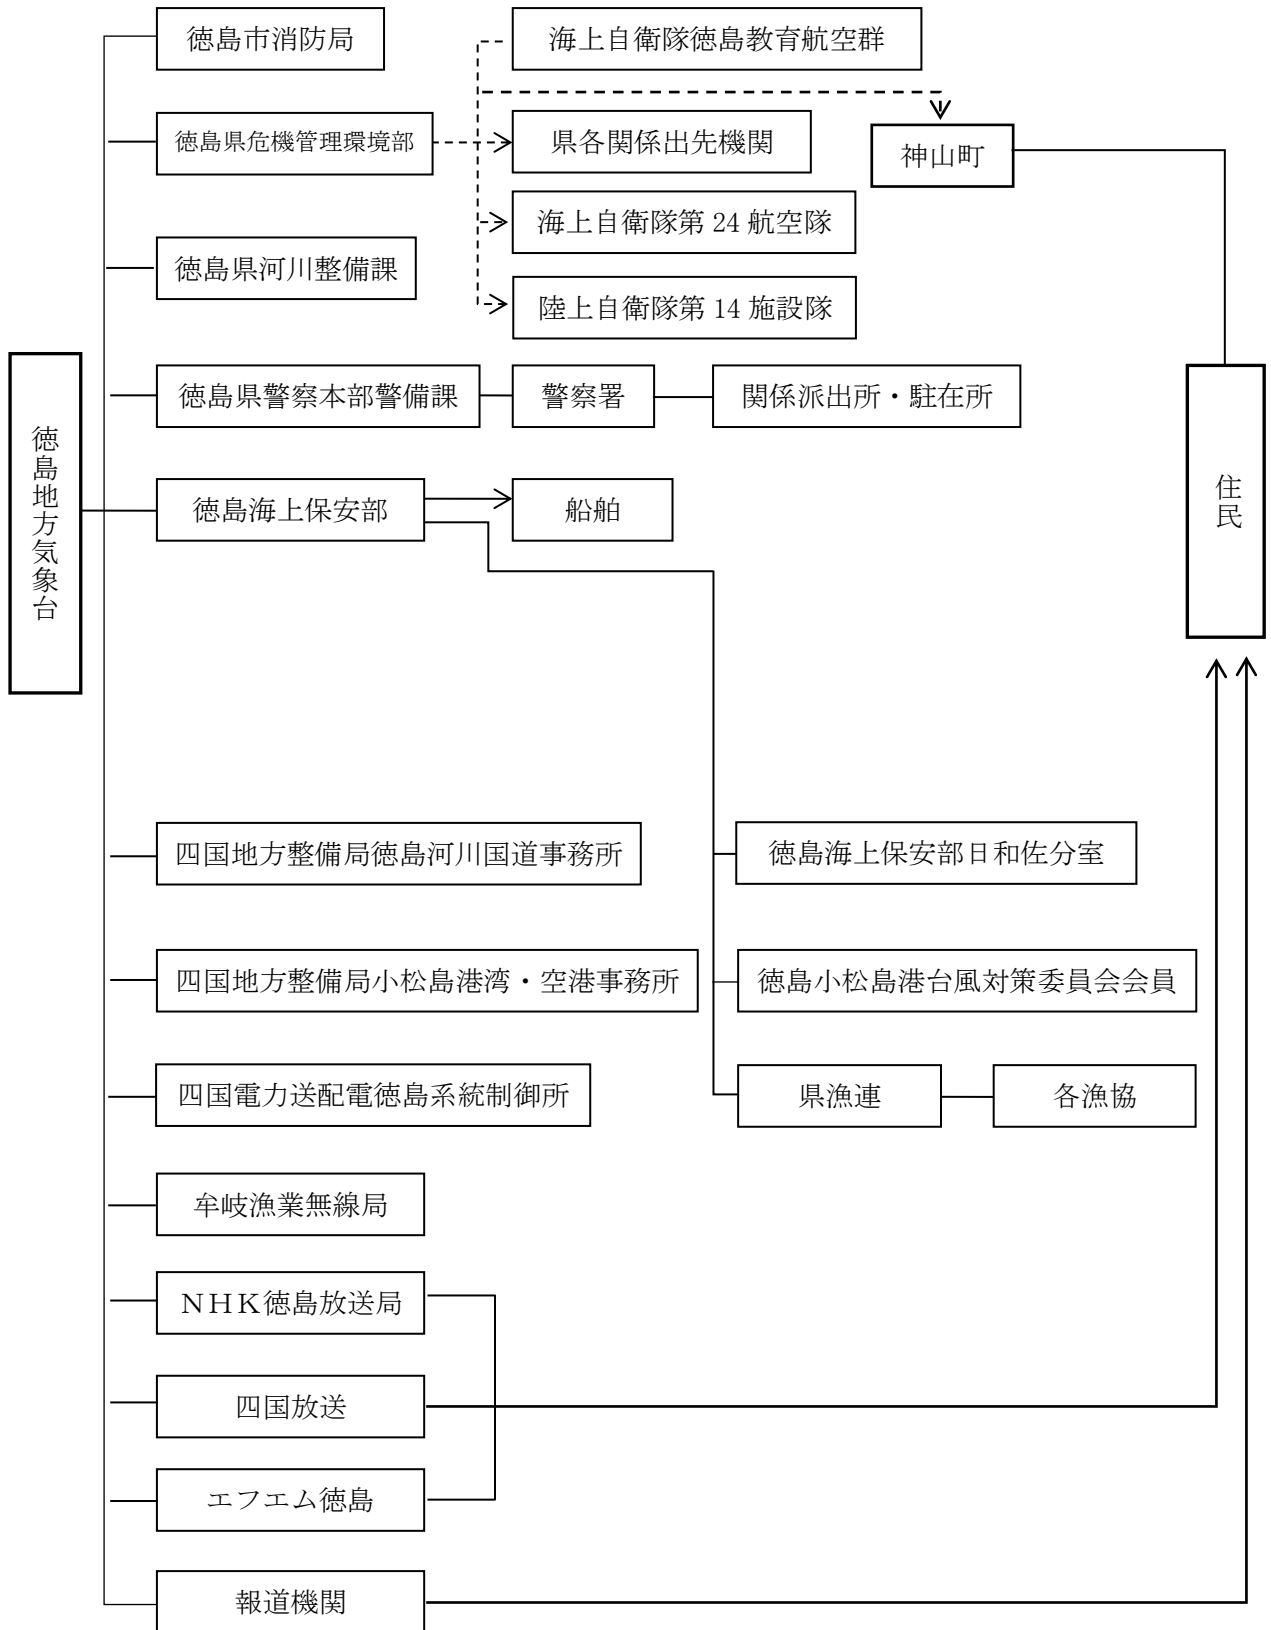 徳島市消防局
海上自衛隊徳島教育航空群
徳島県危機管理環境部
県各関係出先機関
神山町
海上自衛隊第 24 航空隊
徳島県河川整備課
陸上自衛隊第 14 施設隊
徳島県警察本部警備課
警察署
関係派出所・駐在所
徳島地方気象台
住民
徳島海上保安部
船舶
四国地方整備局徳島河川国道事務所
徳島海上保安部日和佐分室
四国地方整備局小松島港湾・空港事務所
徳島小松島港台風対策委員会会員
四国電力送配電徳島系統制御所
県漁連
各漁協
牟岐漁業無線局
ＮＨＫ徳島放送局
四国放送
エフエム徳島
報道機関